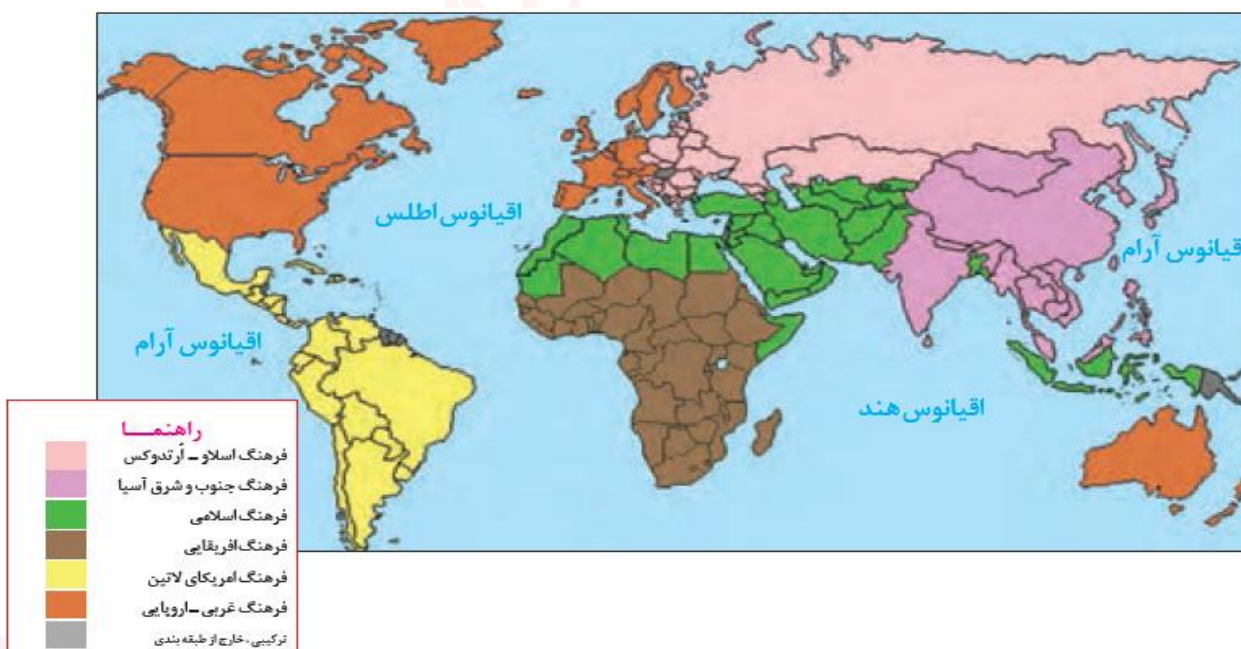 اقیانوس اطلس
اقیانوس آرام
اقیانوس آرام
اقیانوس هند
راهنمـــا
فرهنگ اسلاو ـ اُرتدوکس
فرهنگ جنوب و شرق آسیا
فرهنگ اسلامی
فرهنگ افریقایی
فرهنگ امریکای لاتین
فرهنگ غربی ـ اروپایی
ترکیبی، خارج از طبقه بندی